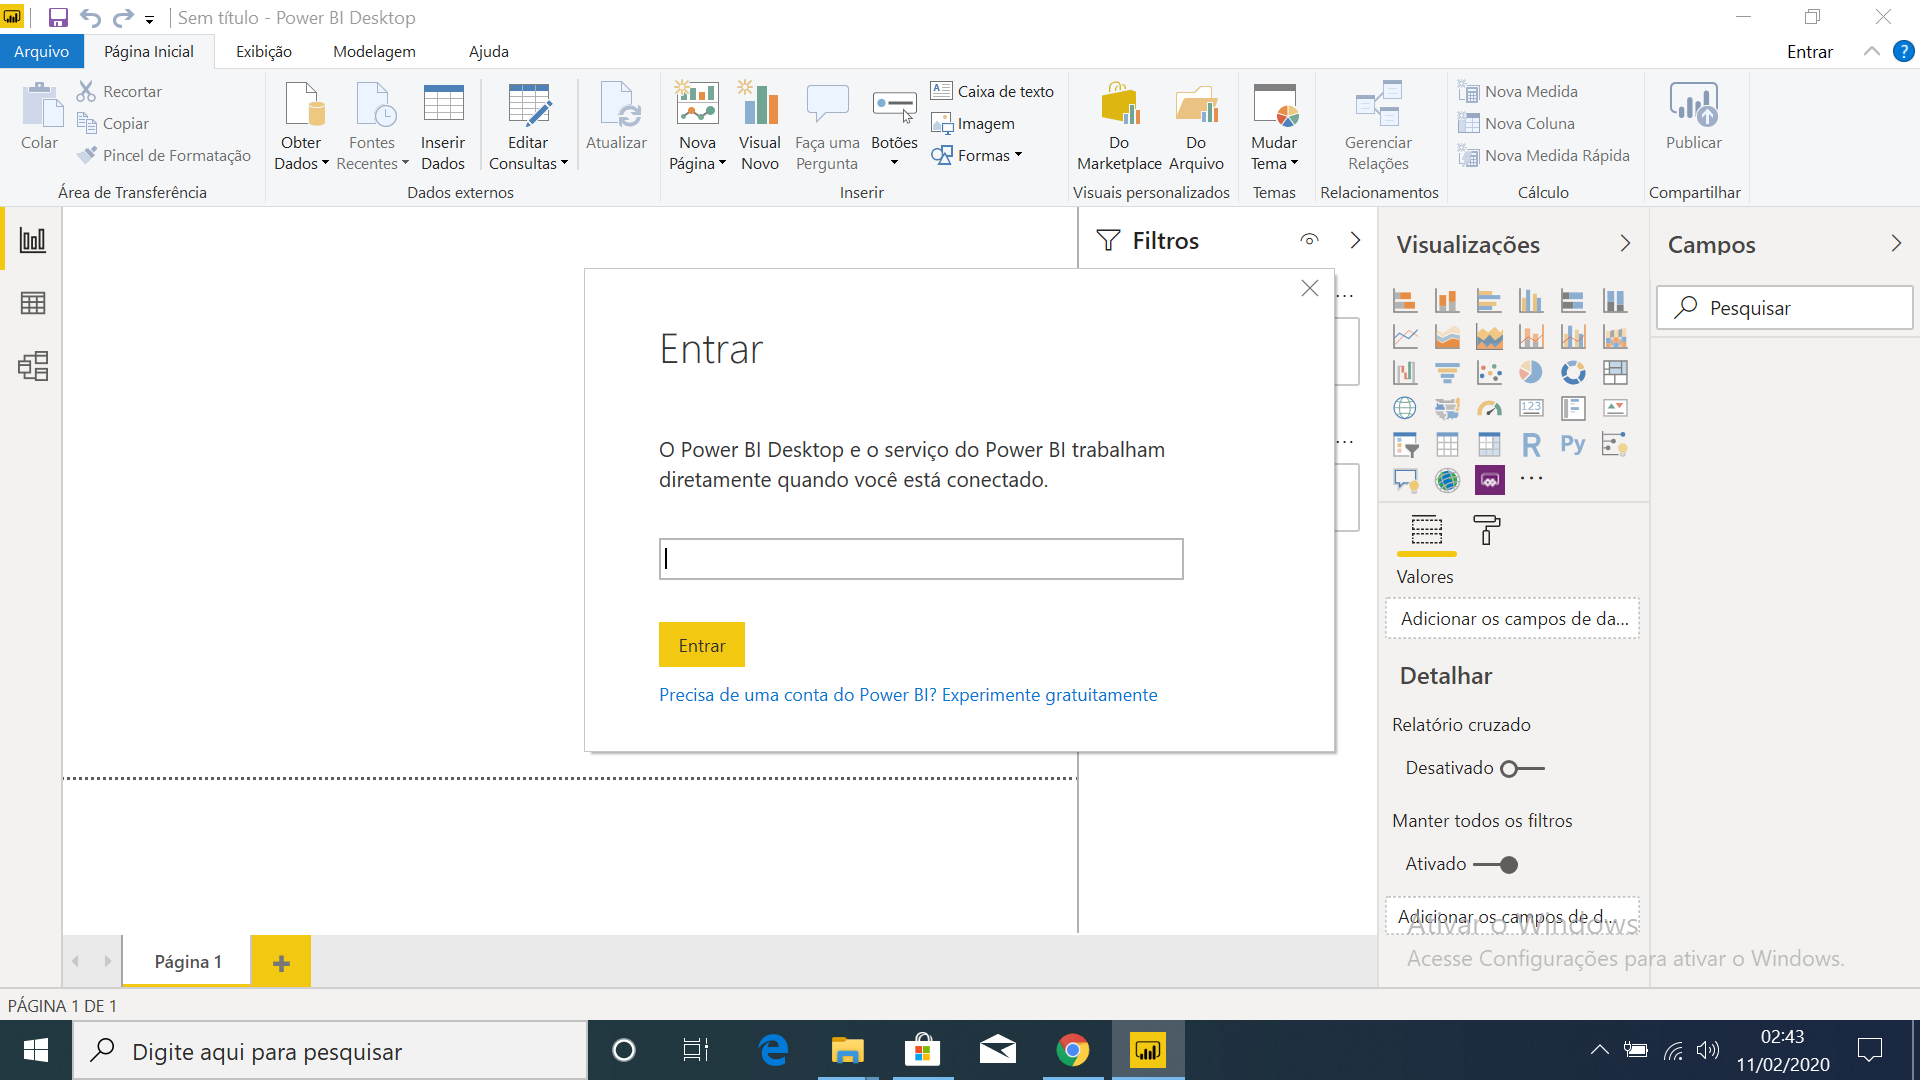 Sem título - Power BI Desktop
Arquivo
Página Inicial
Exibição
Modelagem
Ajuda
Entrar
?
Colar
Recortar
Copiar
Pincel de Formatação
Área de Transferência
Obter Dados
Fontes Recentes
Inserir Dados
Editar Consultas
Atualizar
Dados externos
Nova Página
Visual Novo
Faça uma Pergunta
Botões
Caixa de texto
Imagem
Formas
Inserir
Do Marketplace
Do Arquivo
Visuais personalizados
Mudar Tema
Temas
Gerenciar Relações
Relacionamentos
Nova Medida
Nova Coluna
Nova Medida Rápida
Cálculo
Publicar
Compartilhar
Filtros
Visualizações
Campos
Pesquisar
...
...
Entrar
O Power BI Desktop e o serviço do Power BI trabalham
diretamente quando você está conectado.
Entrar
Precisa de uma conta do Power BI? Experimente gratuitamente
123
R
Py
...
Valores
Adicionar os campos de da...
Detalhar
Relatório cruzado
Desativado
Manter todos os filtros
Ativado
Adicionar os campos de d...
Ativar o Windows
Acesse Configurações para ativar o Windows.
Página 1
PÁGINA 1 DE 1
Digite aqui para pesquisar
02:43
11/02/2020